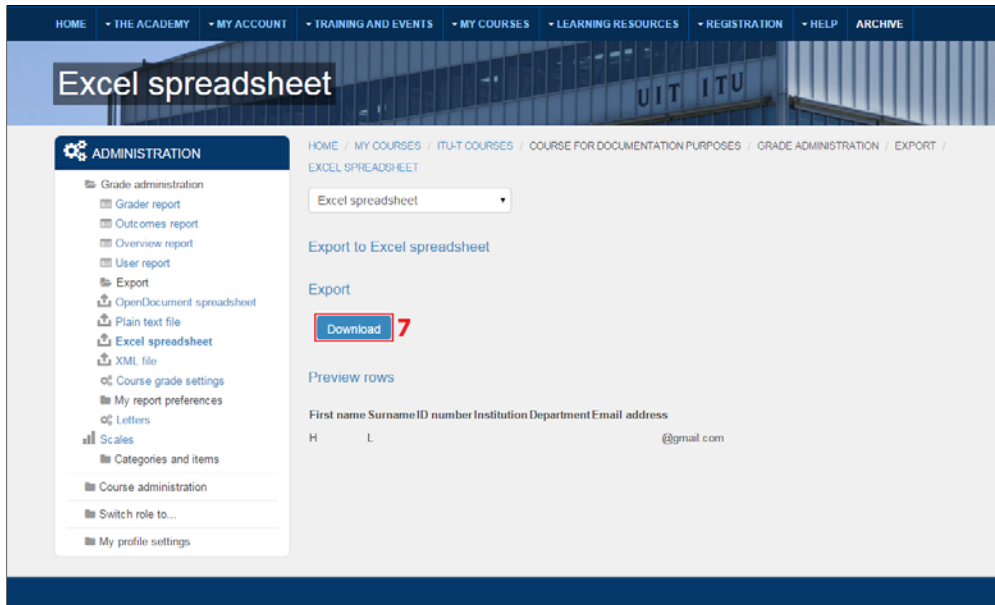 HOME THE ACADEMY MY ACCOUNT TRAINING AND EVENTS MY COURSES LEARNING RESOURCES REGISTRATION HELP ARCHIVE
Excel spreadsheet
UIT ITU
ADMINISTRATION
Grade administration
Grader report
Outcomes report
Overview report
User report
Export
OpenDocument spreadsheet
Plain text file
Excel spreadsheet
XML file
Course grade settings
My report preferences
Letters
Scales
Categories and items
Course administration
Switch role to...
My profile settings
HOME / MY COURSES / ITU-T COURSES / COURSE FOR DOCUMENTATION PURPOSES / GRADE ADMINISTRATION / EXPORT /
EXCEL SPREADSHEET
Excel spreadsheet
Export to Excel spreadsheet
Export
Download 7
Preview rows
First name Surname ID number Institution Department Email address
H L @gmail.com